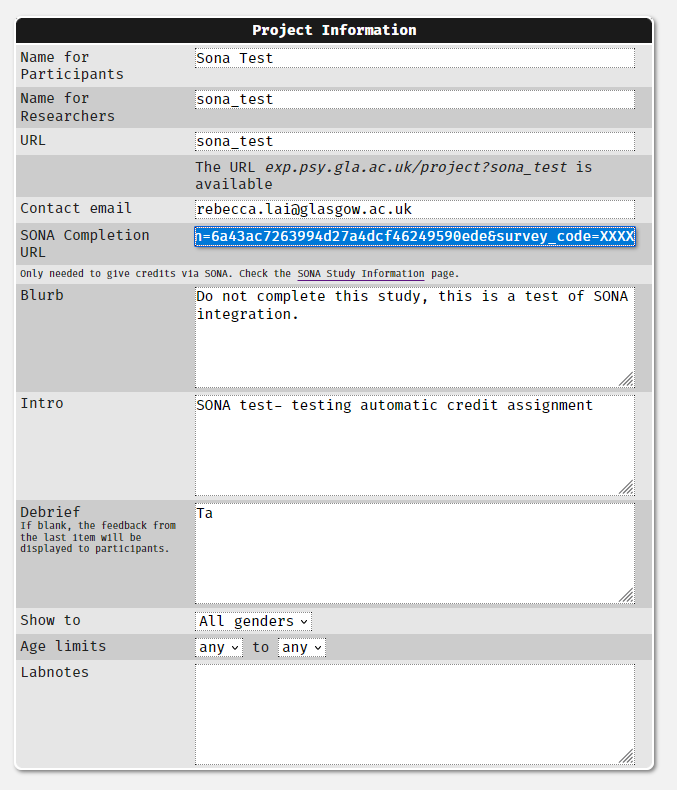 Project Information
Name for
Participants
Sona Test
Name for
Researchers
sona_test
URL
sona_test
The URL exp.psy.gla.ac.uk/project?sona_test is
available
Contact email
rebecca.lai@glasgow.ac.uk
SONA Completion
URL
n=6a43ac7263994d27a4dcf46249590ede&survey_code=XXXX
Only needed to give credits via SONA. Check the SONA Study Information page.
Blurb
Do not complete this study, this is a test of SONA
integration.
Intro
SONA test- testing automatic credit assignment
Debrief
If blank, the feedback from
the last item will be
displayed to participants.
Ta
Show to
All genders
Age limits
any to any
Labnotes